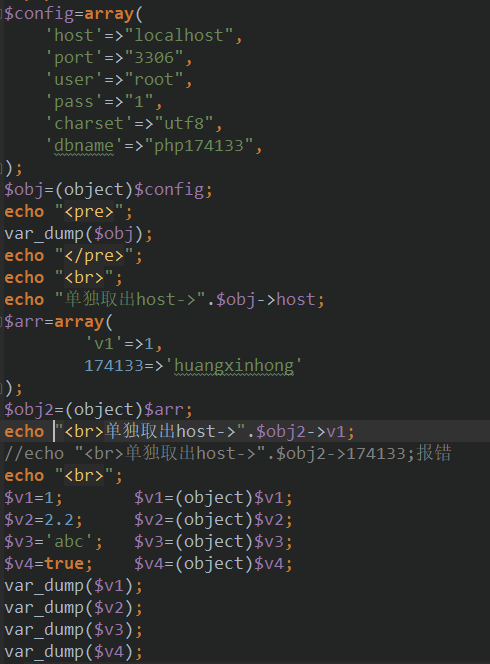 $config=array(
    'host'=>"localhost",
    'port'=>"3306",
    'user'=>"root",
    'pass'=>"1",
    'charset'=>"utf8",
    'dbname'=>"php174133",
);
$obj=(object)$config;
echo "<pre>";
var_dump($obj);
echo "</pre>";
echo "<br>";
echo "单独取出host->".$obj->host;
$arr=array(
        'v1'=>1,
        174133=>'huangxinhong'
);
$obj2=(object)$arr;
echo "<br>单独取出host->".$obj2->v1;
//echo "<br>单独取出host->".$obj2->174133;报错
echo "<br>";
$v1=1;      $v1=(object)$v1;
$v2=2.2;    $v2=(object)$v2;
$v3='abc';  $v3=(object)$v3;
$v4=true;   $v4=(object)$v4;
var_dump($v1);
var_dump($v2);
var_dump($v3);
var_dump($v4);